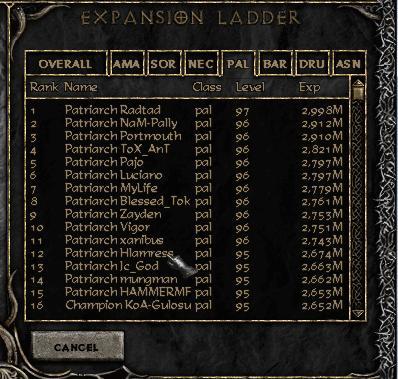 EXPANSION LADDER
OVERALL AMA SOR NEC PAL BAR DRU ASN
Rank Name Class Level Exp
1 Patriarch Radtad pal 97 2,998M
2 Patriarch NaM-Pally pal 96 2,912M
3 Patriarch Portmouth pal 96 2,910M
4 Patriarch ToX_AnT pal 96 2,821M
5 Patriarch Pajo pal 96 2,797M
6 Patriarch Luciano pal 96 2,797M
7 Patriarch MyLife pal 96 2,779M
8 Patriarch Blessed_Tok pal 96 2,761M
9 Patriarch Zayden pal 96 2,753M
10 Patriarch Vigor pal 96 2,751M
11 Patriarch xanibus pal 96 2,743M
12 Patriarch Hlamress pal 95 2,674M
13 Patriarch Jc_God pal 95 2,663M
14 Patriarch mungman pal 95 2,662M
15 Patriarch HAMMERMF pal 95 2,653M
16 Champion KoA-Gulosu pal 95 2,652M
CANCEL